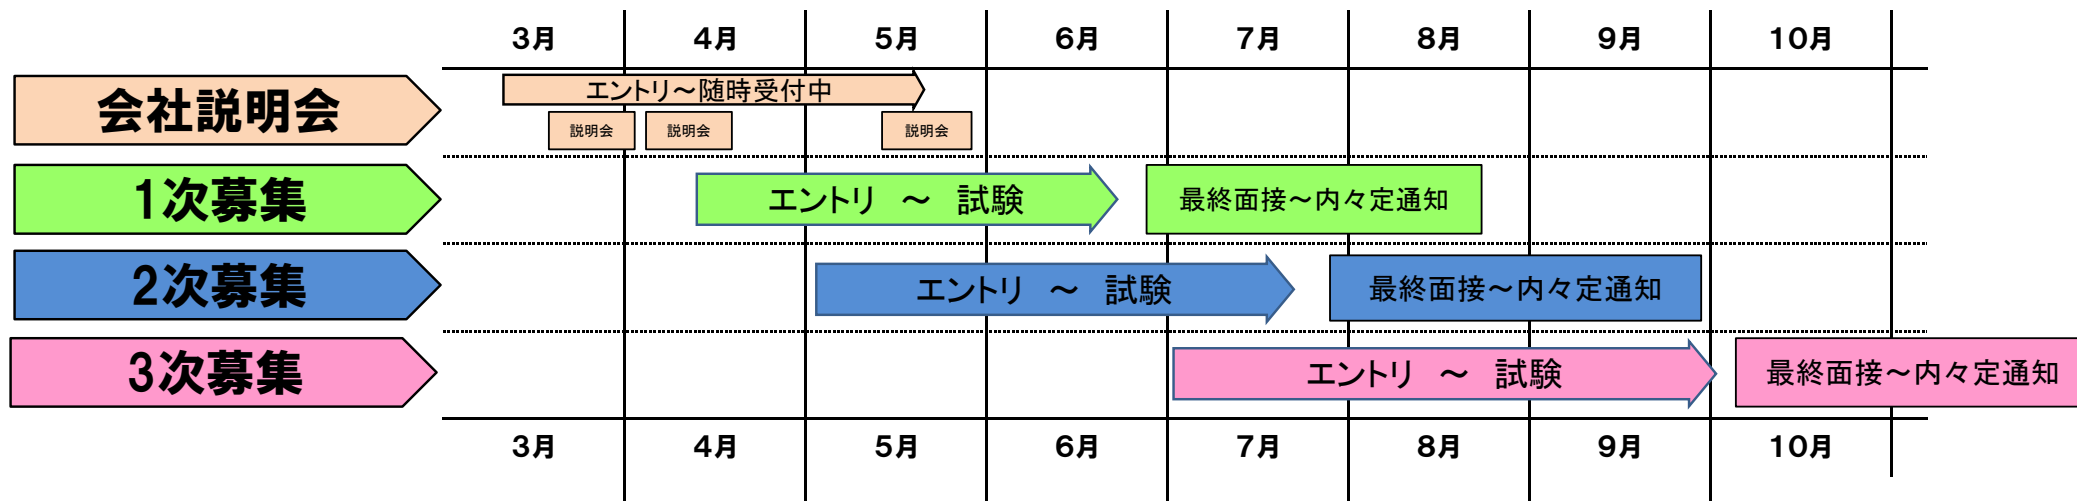 3月 4月 5月 6月 7月 8月 9月 10月
会社説明会
エントリ～随時受付中
説明会 説明会 説明会
1次募集
エントリ ～ 試験
最終面接～内々定通知
2次募集
エントリ ～ 試験
最終面接～内々定通知
3次募集
エントリ ～ 試験
最終面接～内々定通知
3月 4月 5月 6月 7月 8月 9月 10月